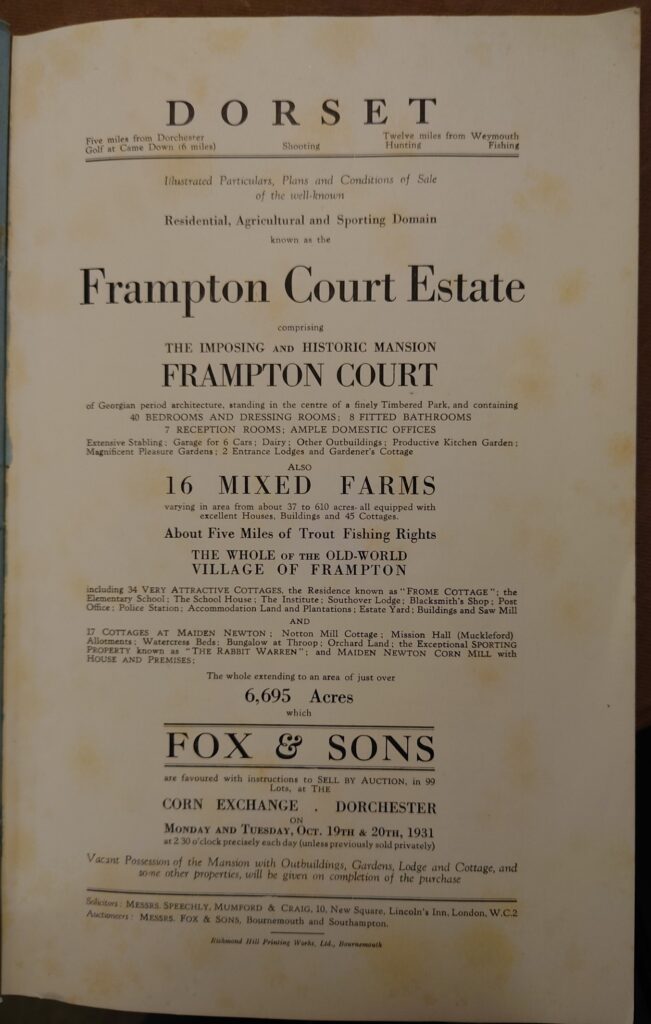 DORSET
Five miles from Dorchester Twelve miles from Weymouth
Golf at Came Down (6 miles) Shooting Hunting Fishing
Illustrated Particulars, Plans and Conditions of Sale
of the well-known
Residential, Agricultural and Sporting Domain
known as the
Frampton Court Estate
comprising
THE IMPOSING AND HISTORIC MANSION
FRAMPTON COURT
of Georgian period architecture, standing in the centre of a finely Timbered Park, and containing
40 BEDROOMS AND DRESSING ROOMS; 8 FITTED BATHROOMS
7 RECEPTION ROOMS; AMPLE DOMESTIC OFFICES
Extensive Stabling; Garage for 6 Cars; Dairy; Other Outbuildings; Productive Kitchen Garden;
Magnificent Pleasure Gardens; 2 Entrance Lodges and Gardener's Cottage
ALSO
16 MIXED FARMS
varying in area from about 37 to 610 acres- all equipped with
excellent Houses, Buildings and 45 Cottages.
About Five Miles of Trout Fishing Rights
THE WHOLE OF THE OLD-WORLD
VILLAGE OF FRAMPTON
including 34 VERY ATTRACTIVE COTTAGES, the Residence known as "FROME COTTAGE"; the
Elementary School; The School House; The Institute; Southover Lodge; Blacksmith's Shop; Post
Office; Police Station; Accommodation Land and Plantations; Estate Yard; Buildings and Saw Mill
AND
17 COTTAGES AT MAIDEN NEWTON; Notton Mill Cottage; Mission Hall (Muckleford)
Allotments; Watercress Beds; Bungalow at Throop; Orchard Land; the Exceptional SPORTING
PROPERTY known as "THE RABBIT WARREN"; and MAIDEN NEWTON CORN MILL with
HOUSE AND PREMISES;
The whole extending to an area of just over
6,695 Acres
which
FOX & SONS
are favoured with instructions to SELL BY AUCTION, in 99
Lots, at THE
CORN EXCHANGE . DORCHESTER
ON
MONDAY AND TUESDAY, OCT. 19TH & 20TH, 1931
at 2 30 o'clock precisely each day (unless previously sold privately)
Vacant Possession of the Mansion with Outbuildings, Gardens, Lodge and Cottage, and
some other properties, will be given on completion of the purchase
Solicitors: MESSRS. SPEECHLY, MUMFORD & CRAIG, 10, New Square, Lincoln's Inn, London, W.C.2
Auctioneers: MESSRS. FOX & SONS, Bournemouth and Southampton.
Richmond Hill Printing Works, Ltd., Bournemouth